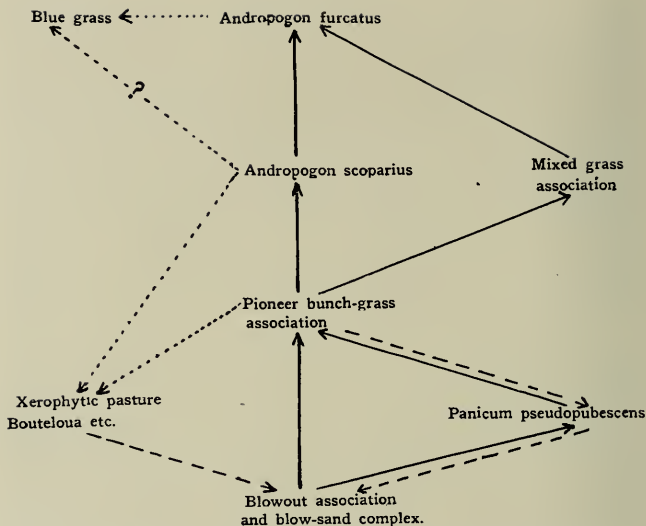 Blue grass
Andropogon furcatus
?
Andropogon scoparius
Mixed grass
association
Pioneer bunch-grass
association
Xerophytic pasture
Bouteloua etc.
Panicum pseudopubescens
Blowout association
and blow-sand complex.